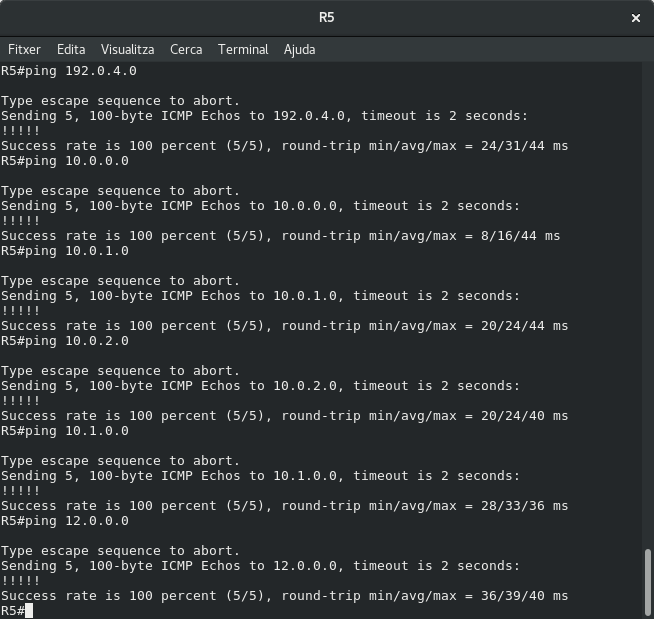 R5
Fitxer Edita Visualitza Cerca Terminal Ajuda
R5#ping 192.0.4.0
Type escape sequence to abort.
Sending 5, 100-byte ICMP Echos to 192.0.4.0, timeout is 2 seconds:
!!!!!
Success rate is 100 percent (5/5), round-trip min/avg/max = 24/31/44 ms
R5#ping 10.0.0.0
Type escape sequence to abort.
Sending 5, 100-byte ICMP Echos to 10.0.0.0, timeout is 2 seconds:
!!!!!
Success rate is 100 percent (5/5), round-trip min/avg/max = 8/16/44 ms
R5#ping 10.0.1.0
Type escape sequence to abort.
Sending 5, 100-byte ICMP Echos to 10.0.1.0, timeout is 2 seconds:
!!!!!
Success rate is 100 percent (5/5), round-trip min/avg/max = 20/24/44 ms
R5#ping 10.0.2.0
Type escape sequence to abort.
Sending 5, 100-byte ICMP Echos to 10.0.2.0, timeout is 2 seconds:
!!!!!
Success rate is 100 percent (5/5), round-trip min/avg/max = 20/24/40 ms
R5#ping 10.1.0.0
Type escape sequence to abort.
Sending 5, 100-byte ICMP Echos to 10.1.0.0, timeout is 2 seconds:
!!!!!
Success rate is 100 percent (5/5), round-trip min/avg/max = 28/33/36 ms
R5#ping 12.0.0.0
Type escape sequence to abort.
Sending 5, 100-byte ICMP Echos to 12.0.0.0, timeout is 2 seconds:
!!!!!
Success rate is 100 percent (5/5), round-trip min/avg/max = 36/39/40 ms
R5#